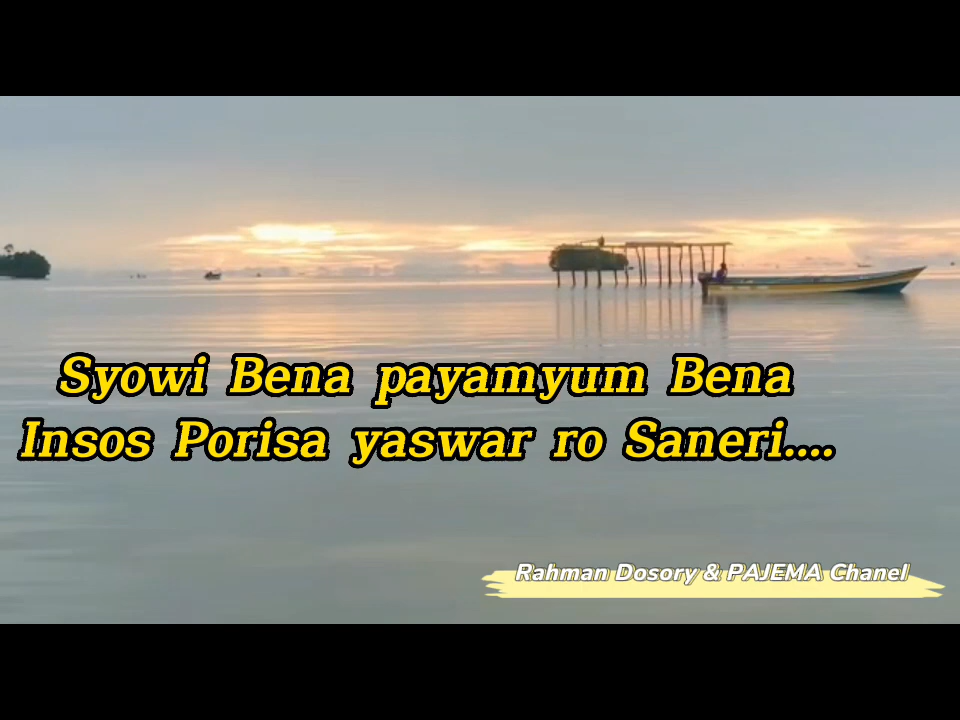 Syowi Bena payamyum Bena
Insos Porisa yaswar ro Saneri....
Rahman Dosory & PAJEMA Chanel